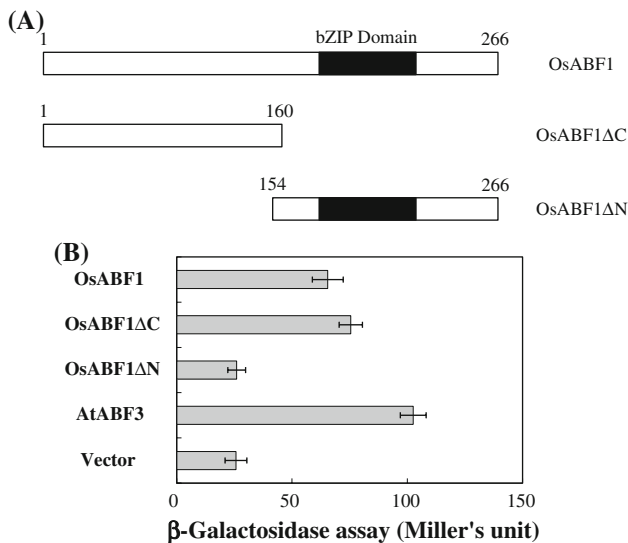 (A)
1 bZIP Domain 266
OsABF1
1 160
OsABF1ΔC
154 266
OsABF1ΔN
(B)
OsABF1
OsABF1ΔC
OsABF1ΔN
AtABF3
Vector
0 50 100 150
β-Galactosidase assay (Miller's unit)